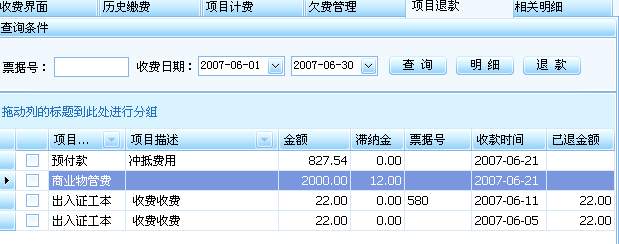 收费界面 历史缴费 项目计费 欠费管理 项目退款 相关明细
查询条件
票据号： 收费日期： 2007-06-01 2007-06-30 查 询 明 细 退 款
拖动列的标题到此处进行分组
项目... 项目描述 金额 滞纳金 票据号 收款时间 已退金额
预付款 冲抵费用 827.54 0.00 2007-06-21
商业物管费 2000.00 12.00 2007-06-21
出入证工本 收费收费 22.00 0.00 580 2007-06-11 22.00
出入证工本 收费收费 22.00 0.00 2007-06-05 22.00